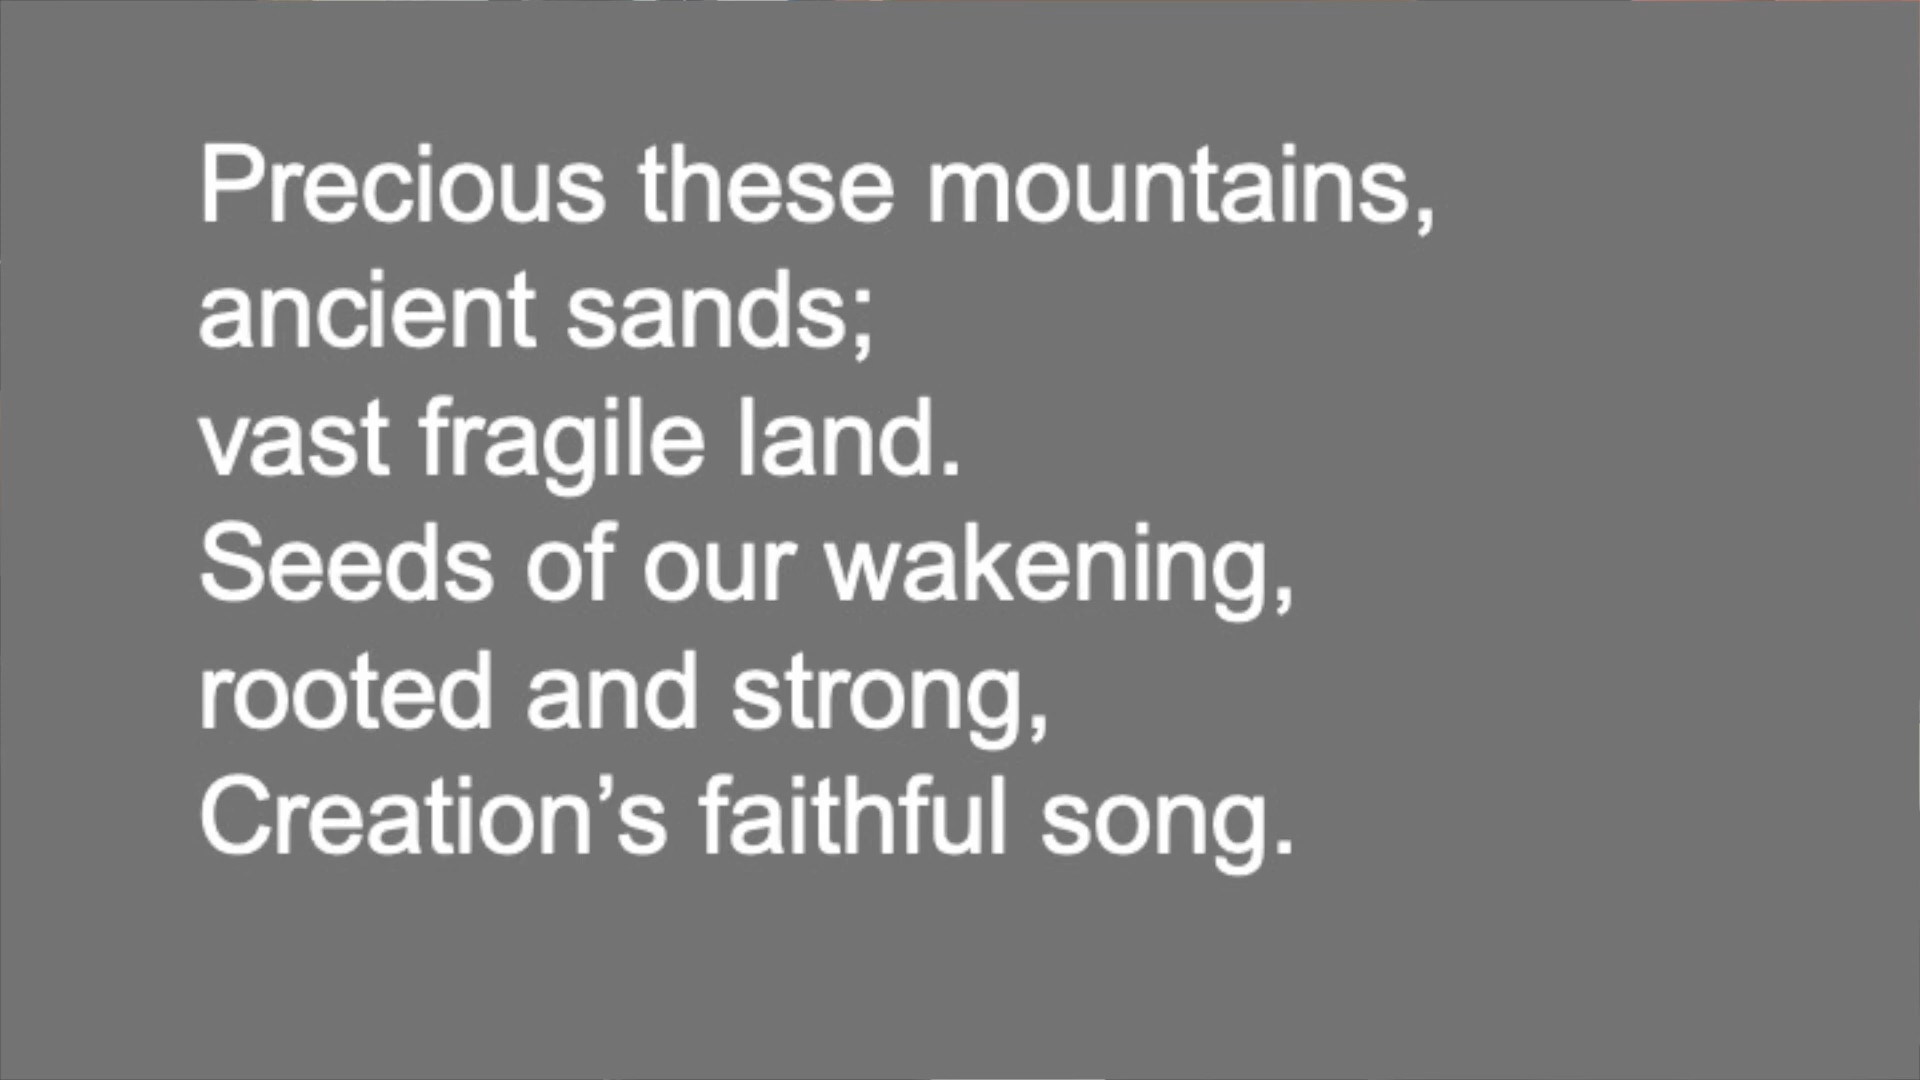 Precious these mountains,
ancient sands;
vast fragile land.
Seeds of our wakening,
rooted and strong,
Creation’s faithful song.